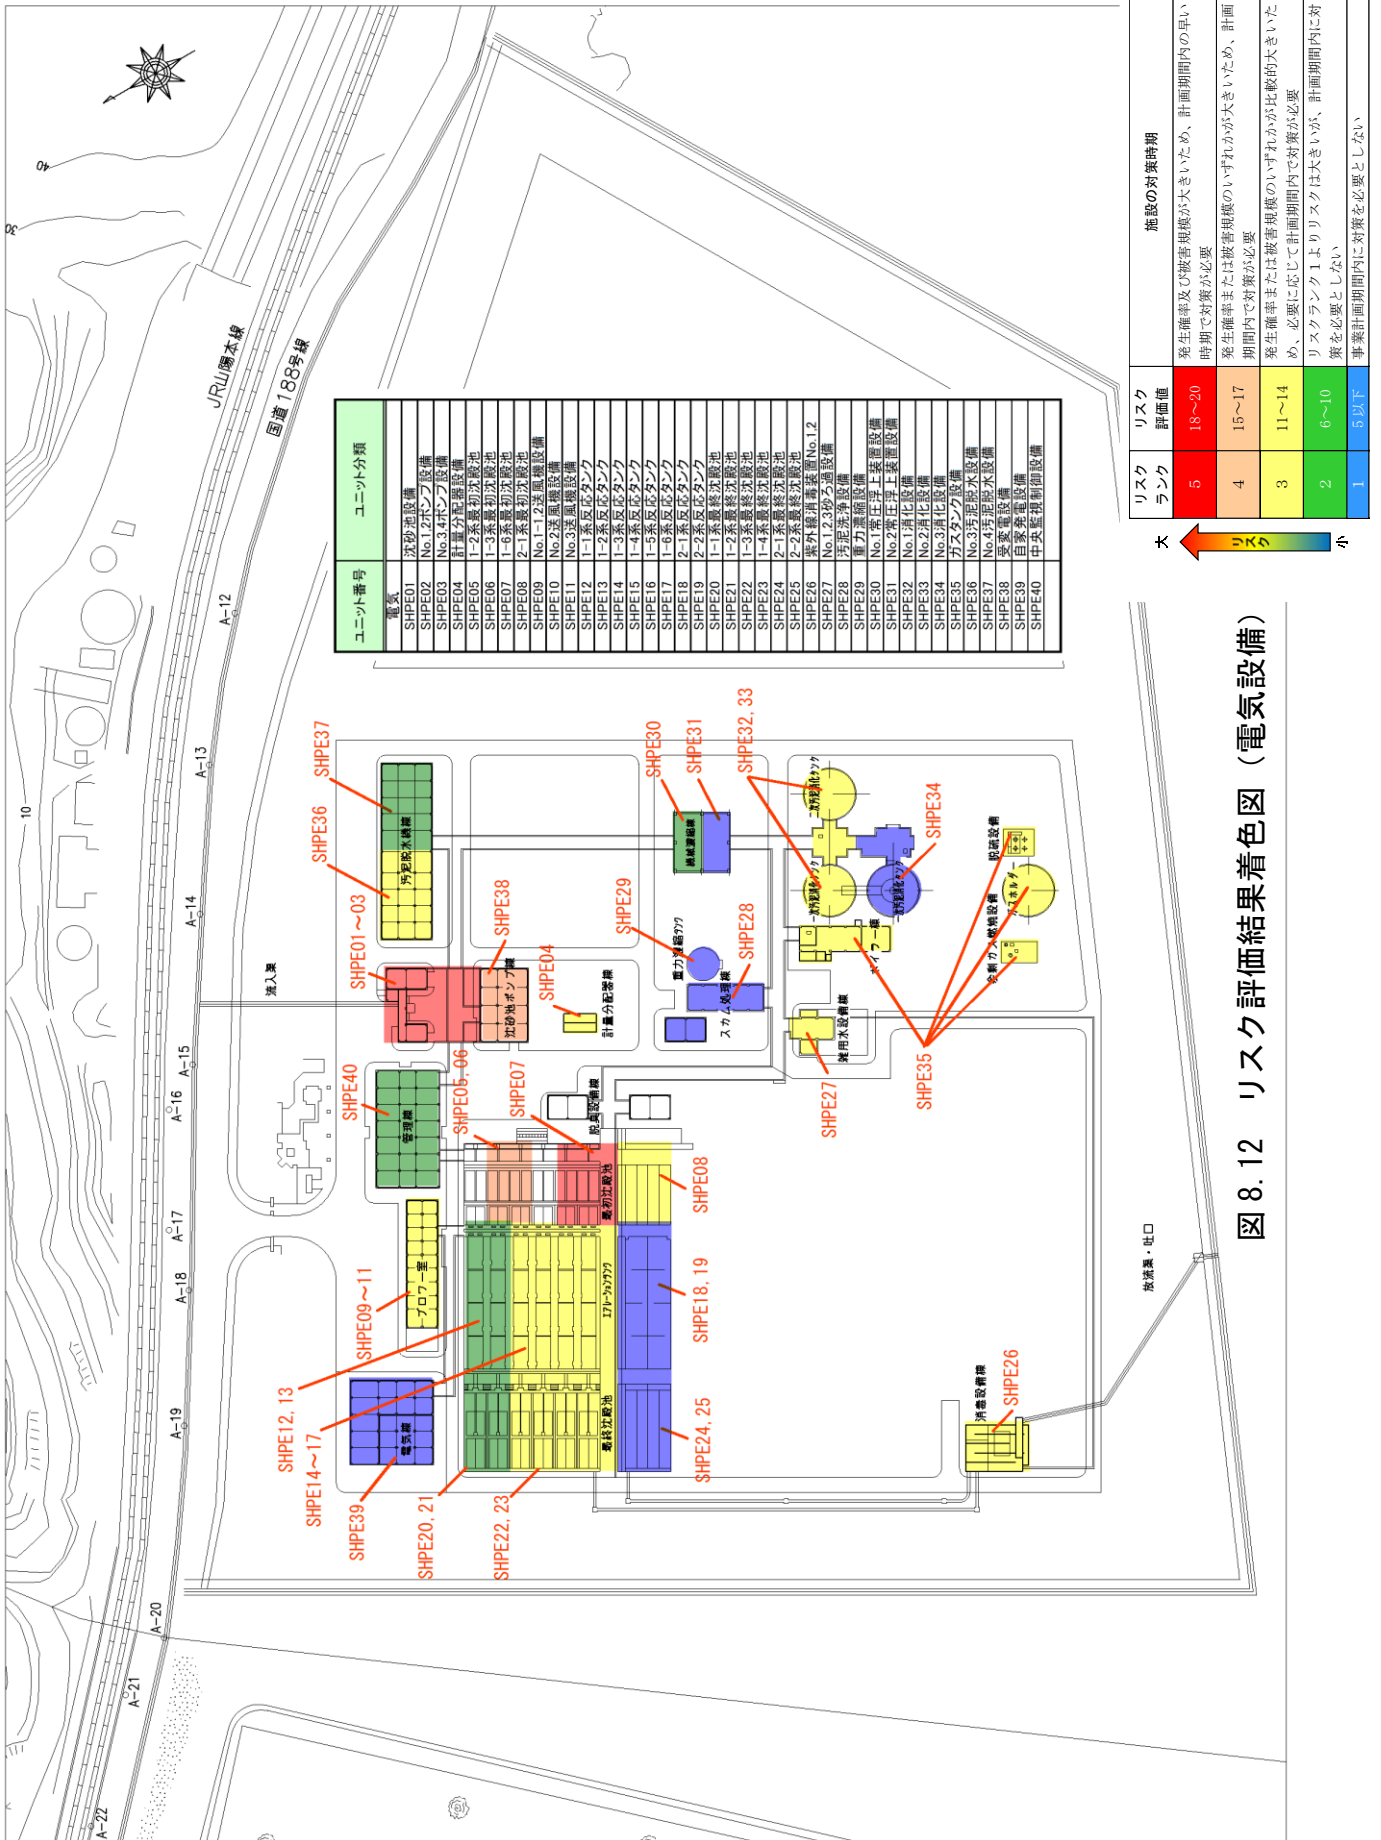 図 8. 12　リスク評価結果着色図（電気設備）
JR山陽本線
国道 188号線
40
30
10
A-12
A-13
A-14
A-15
A-16
A-17
A-18
A-19
A-20
A-21
A-22
流入渠
放流渠・吐口
SHPE37
SHPE36
汚泥脱水機棟
SHPE01～03
SHPE38
沈砂池ポンプ棟
SHPE04
計量分配器棟
SHPE30
SHPE31
機械濃縮棟
SHPE29
重力濃縮タンク
SHPE28
スカム処理棟
SHPE32, 33
一次汚泥消化タンク
二次汚泥消化タンク
SHPE34
ボイラー棟
脱硫設備
ガスホルダー
余剰ガス燃焼設備
SHPE35
SHPE27
雑用水設備棟
SHPE40
管理棟
SHPE05, 06
SHPE07
脱臭設備棟
最初沈殿池
SHPE08
SHPE09～11
ブロワー室
エアレーションタンク
SHPE18, 19
SHPE12, 13
SHPE14～17
SHPE39
電気棟
SHPE20, 21
SHPE22, 23
最終沈殿池
SHPE24, 25
消毒設備棟
SHPE26
ユニット番号 ユニット分類
電気
SHPE01 沈砂池設備
SHPE02 No.1,2ポンプ設備
SHPE03 No.3,4ポンプ設備
SHPE04 計量分配器設備
SHPE05 1-2系最初沈殿池
SHPE06 1-3系最初沈殿池
SHPE07 1-6系最初沈殿池
SHPE08 2-1系最初沈殿池
SHPE09 No.1-1,2送風機設備
SHPE10 No.2送風機設備
SHPE11 No.3送風機設備
SHPE12 1-1系反応タンク
SHPE13 1-2系反応タンク
SHPE14 1-3系反応タンク
SHPE15 1-4系反応タンク
SHPE16 1-5系反応タンク
SHPE17 1-6系反応タンク
SHPE18 2-1系反応タンク
SHPE19 2-2系反応タンク
SHPE20 1-1系最終沈殿池
SHPE21 1-2系最終沈殿池
SHPE22 1-3系最終沈殿池
SHPE23 1-4系最終沈殿池
SHPE24 2-1系最終沈殿池
SHPE25 2-2系最終沈殿池
SHPE26 紫外線消毒装置No.1,2
SHPE27 No.1,2,3砂ろ過設備
SHPE28 汚泥洗浄設備
SHPE29 重力濃縮設備
SHPE30 No.1常圧浮上装置設備
SHPE31 No.2常圧浮上装置設備
SHPE32 No.1消化設備
SHPE33 No.2消化設備
SHPE34 No.3消化設備
SHPE35 ガスタンク設備
SHPE36 No.3汚泥脱水設備
SHPE37 No.4汚泥脱水設備
SHPE38 受変電設備
SHPE39 自家発電設備
SHPE40 中央監視制御設備
大
リスク
小
リスクランク リスク評価値 施設の対策時期
5 18～20 発生確率及び被害規模が大きいため、計画期間内の早い
時期で対策が必要
4 15～17 発生確率または被害規模のいずれかが大きいため、計画
期間内で対策が必要
3 11～14 発生確率または被害規模のいずれかが比較的大きいた
め、必要に応じて計画期間内で対策が必要
2 6～10 リスクランク1よりリスクは大きいが、計画期間内に対
策を必要としない
1 5以下 事業計画期間内に対策を必要としない